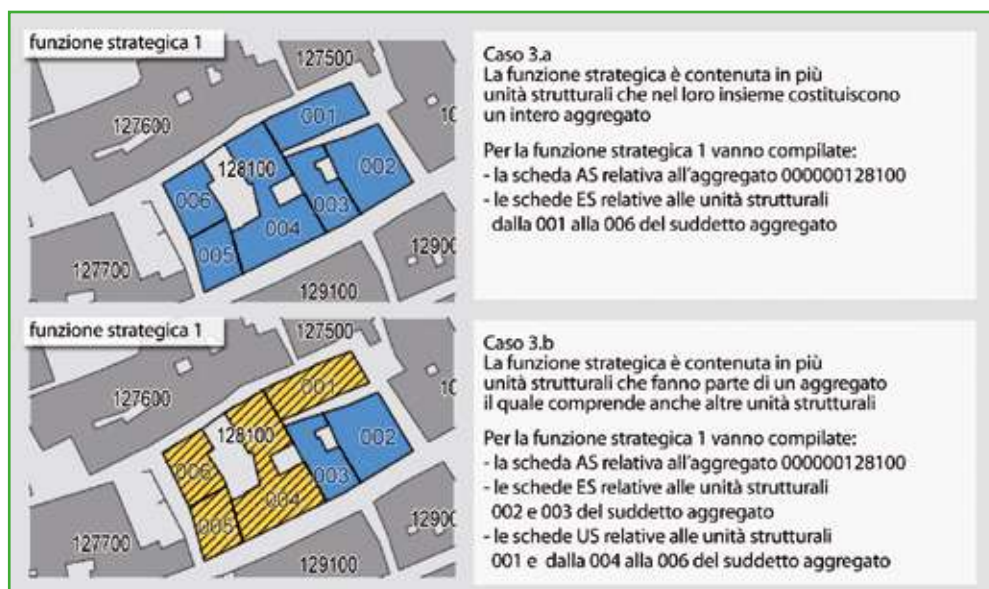 funzione strategica 1
127500
127600
001
128100
002
006
003
004
005
12900
127700
129100
10
Caso 3.a
La funzione strategica è contenuta in più
unità strutturali che nel loro insieme costituiscono
un intero aggregato
Per la funzione strategica 1 vanno compilate:
- la scheda AS relativa all'aggregato 000000128100
- le schede ES relative alle unità strutturali
dalla 001 alla 006 del suddetto aggregato
funzione strategica 1
127500
127600
001
128100
002
006
003
004
005
12900
127700
129100
10
Caso 3.b
La funzione strategica è contenuta in più
unità strutturali che fanno parte di un aggregato
il quale comprende anche altre unità strutturali
Per la funzione strategica 1 vanno compilate:
- la scheda AS relativa all'aggregato 000000128100
- le schede ES relative alle unità strutturali
002 e 003 del suddetto aggregato
- le schede US relative alle unità strutturali
001 e dalla 004 alla 006 del suddetto aggregato